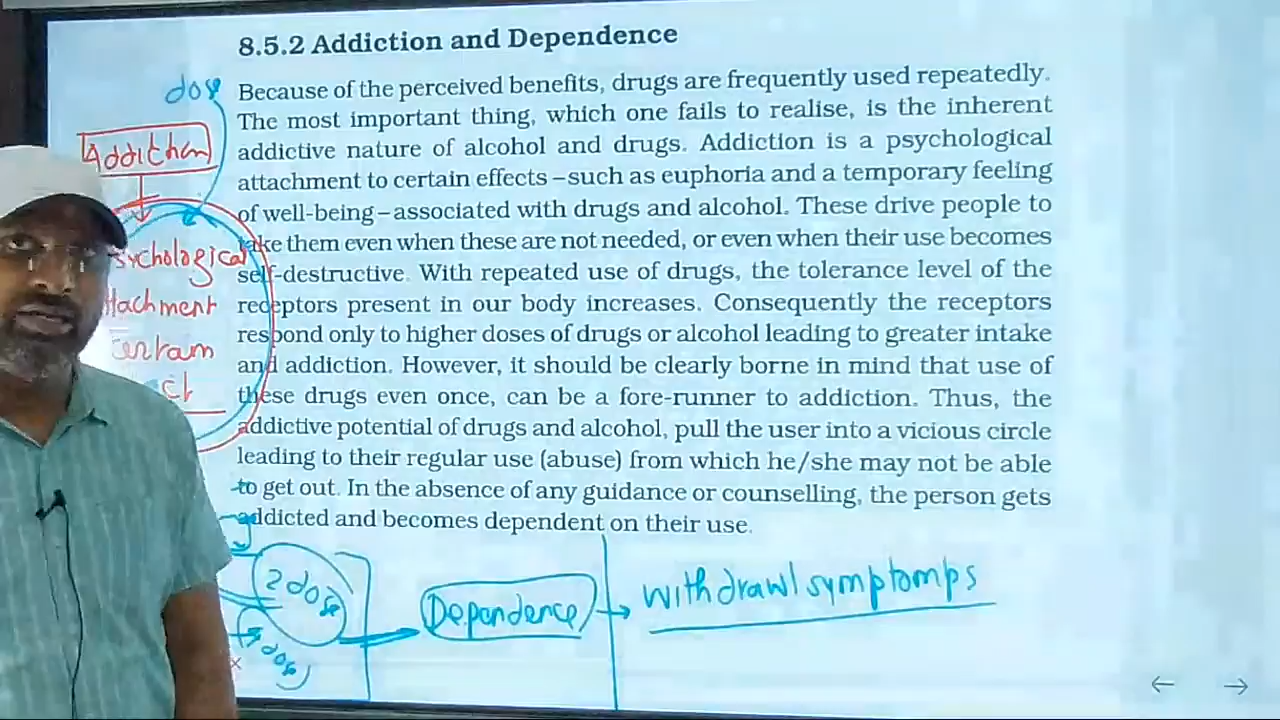 8.5.2 Addiction and Dependence
dose
Because of the perceived benefits, drugs are frequently used repeatedly.
The most important thing, which one fails to realise, is the inherent
Addithan
addictive nature of alcohol and drugs. Addiction is a psychological
attachment to certain effects –such as euphoria and a temporary feeling
of well-being–associated with drugs and alcohol. These drive people to
take them even when these are not needed, or even when their use becomes
sychological
self-destructive. With repeated use of drugs, the tolerance level of the
ttachment
receptors present in our body increases. Consequently the receptors
respond only to higher doses of drugs or alcohol leading to greater intake
certam
and addiction. However, it should be clearly borne in mind that use of
ct
these drugs even once, can be a fore-runner to addiction. Thus, the
addictive potential of drugs and alcohol, pull the user into a vicious circle
leading to their regular use (abuse) from which he/she may not be able
to get out. In the absence of any guidance or counselling, the person gets
addicted and becomes dependent on their use.
2 dose
Dependence
withdrawl symptomps
dose